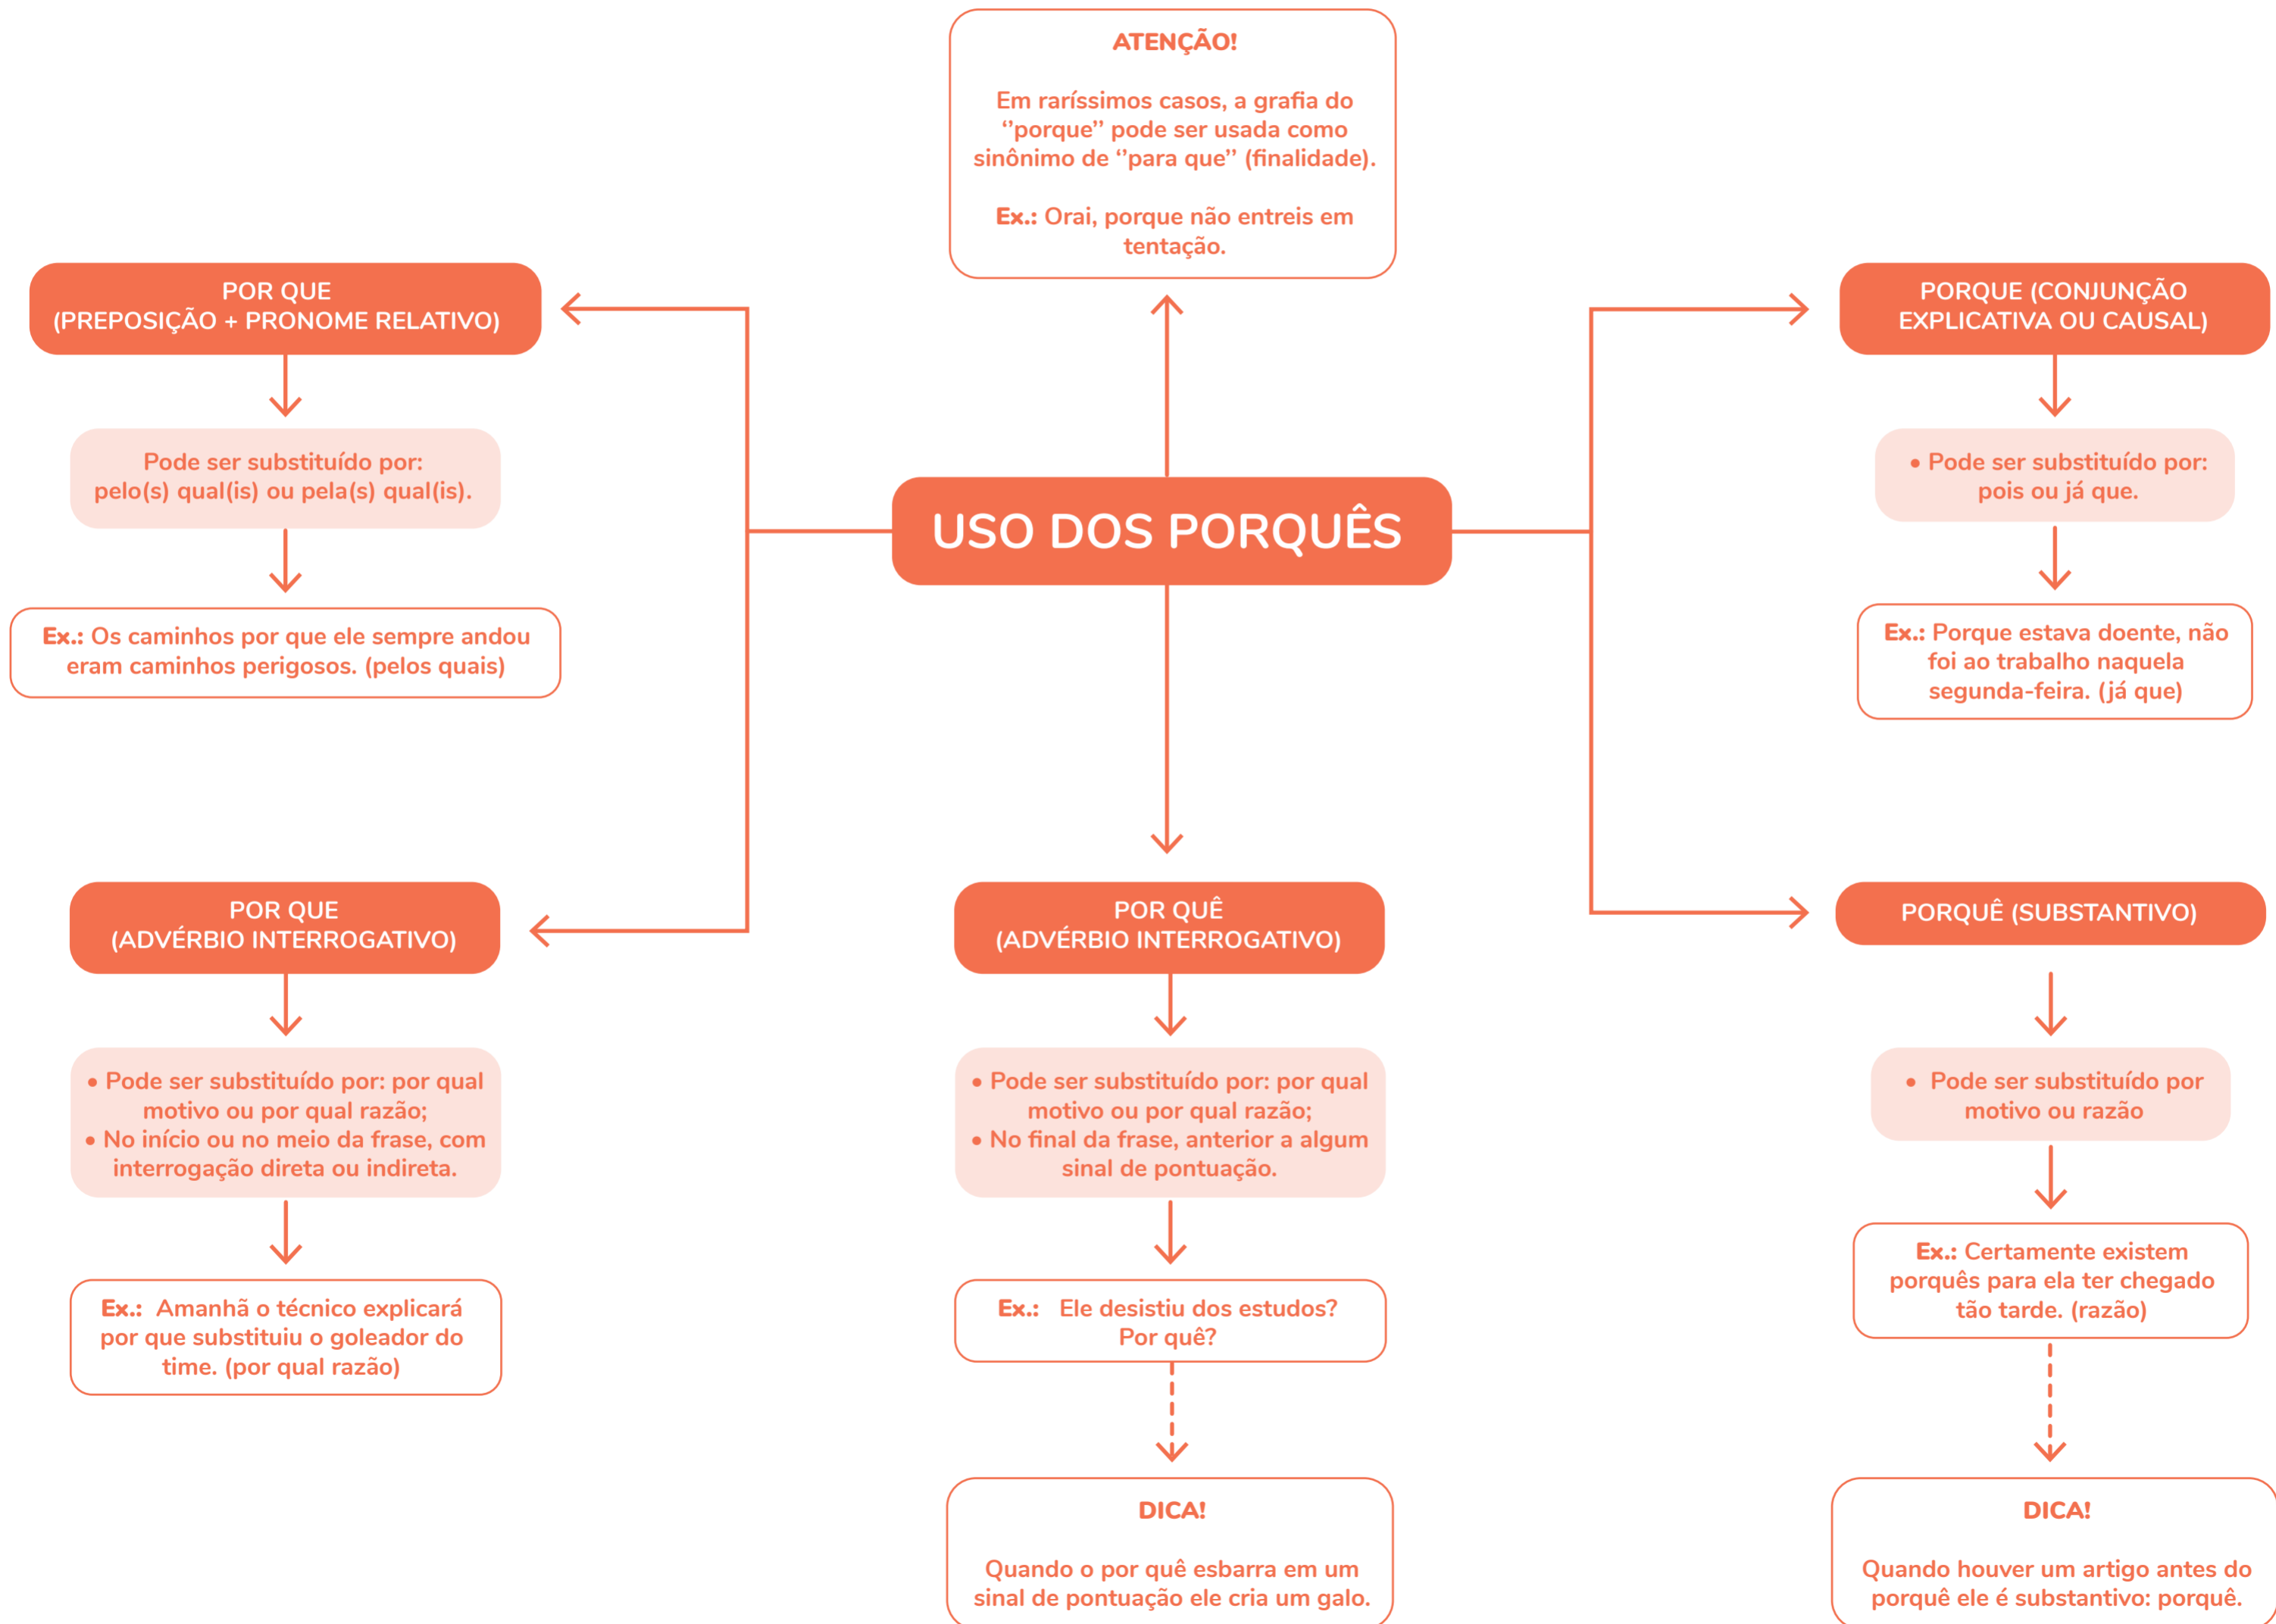 ATENÇÃO!
Em raríssimos casos, a grafia do
‘’porque’’ pode ser usada como
sinônimo de ‘’para que’’ (finalidade).
Ex.: Orai, porque não entreis em
tentação.
POR QUE
(PREPOSIÇÃO + PRONOME RELATIVO)
Pode ser substituído por:
pelo(s) qual(is) ou pela(s) qual(is).
Ex.: Os caminhos por que ele sempre andou
eram caminhos perigosos. (pelos quais)
PORQUE (CONJUNÇÃO
EXPLICATIVA OU CAUSAL)
• Pode ser substituído por:
pois ou já que.
Ex.: Porque estava doente, não
foi ao trabalho naquela
segunda-feira. (já que)
USO DOS PORQUÊS
POR QUE
(ADVÉRBIO INTERROGATIVO)
• Pode ser substituído por: por qual
motivo ou por qual razão;
• No início ou no meio da frase, com
interrogação direta ou indireta.
Ex.: Amanhã o técnico explicará
por que substituiu o goleador do
time. (por qual razão)
POR QUÊ
(ADVÉRBIO INTERROGATIVO)
• Pode ser substituído por: por qual
motivo ou por qual razão;
• No final da frase, anterior a algum
sinal de pontuação.
Ex.: Ele desistiu dos estudos?
Por quê?
DICA!
Quando o por quê esbarra em um
sinal de pontuação ele cria um galo.
PORQUÊ (SUBSTANTIVO)
• Pode ser substituído por
motivo ou razão
Ex.: Certamente existem
porquês para ela ter chegado
tão tarde. (razão)
DICA!
Quando houver um artigo antes do
porquê ele é substantivo: porquê.